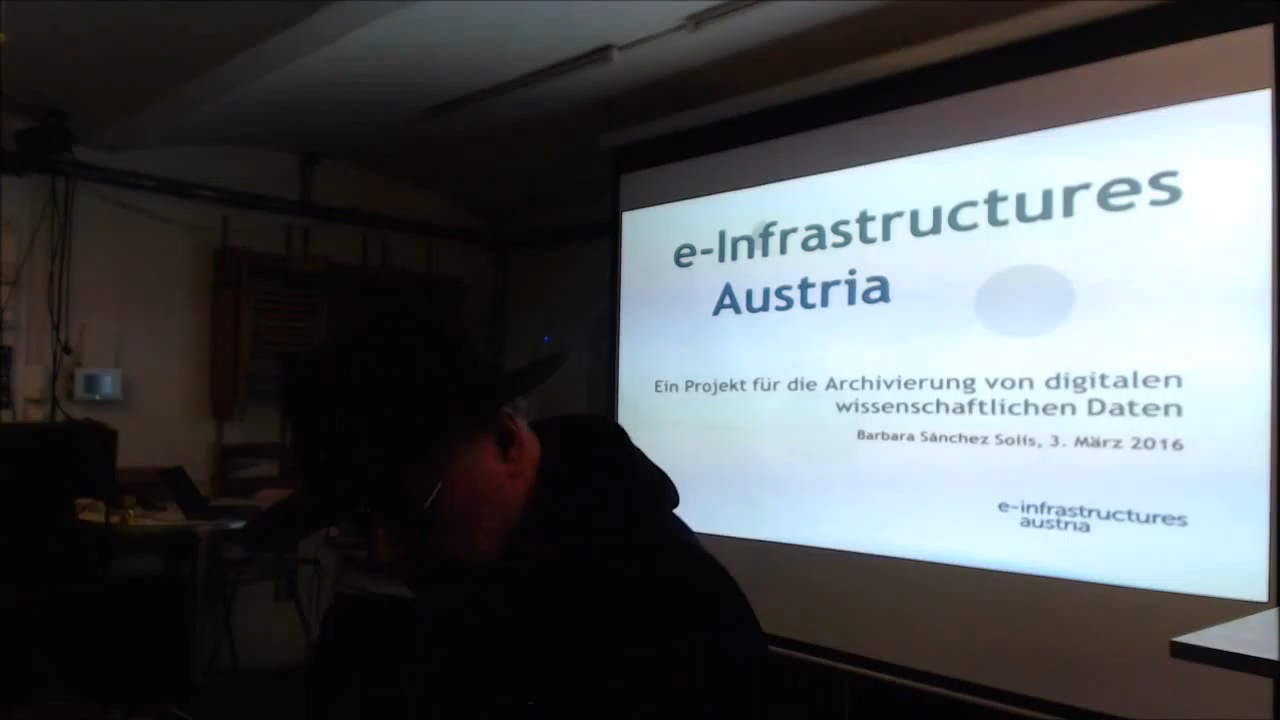 e-Infrastructures
Austria
Ein Projekt für die Archivierung von digitalen
wissenschaftlichen Daten
Barbara Sánchez Solís, 3. März 2016
e-infrastructures
austria